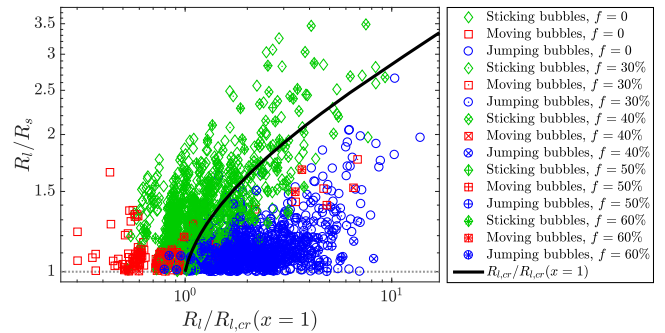 3.5
3
2.5
2
1.5
1
R_l/R_s
10^0
10^1
R_l/R_{l,cr}(x = 1)
Sticking bubbles, f = 0
Moving bubbles, f = 0
Jumping bubbles, f = 0
Sticking bubbles, f = 30%
Moving bubbles, f = 30%
Jumping bubbles, f = 30%
Sticking bubbles, f = 40%
Moving bubbles, f = 40%
Jumping bubbles, f = 40%
Sticking bubbles, f = 50%
Moving bubbles, f = 50%
Jumping bubbles, f = 50%
Sticking bubbles, f = 60%
Moving bubbles, f = 60%
Jumping bubbles, f = 60%
R_{l,cr}/R_{l,cr}(x = 1)